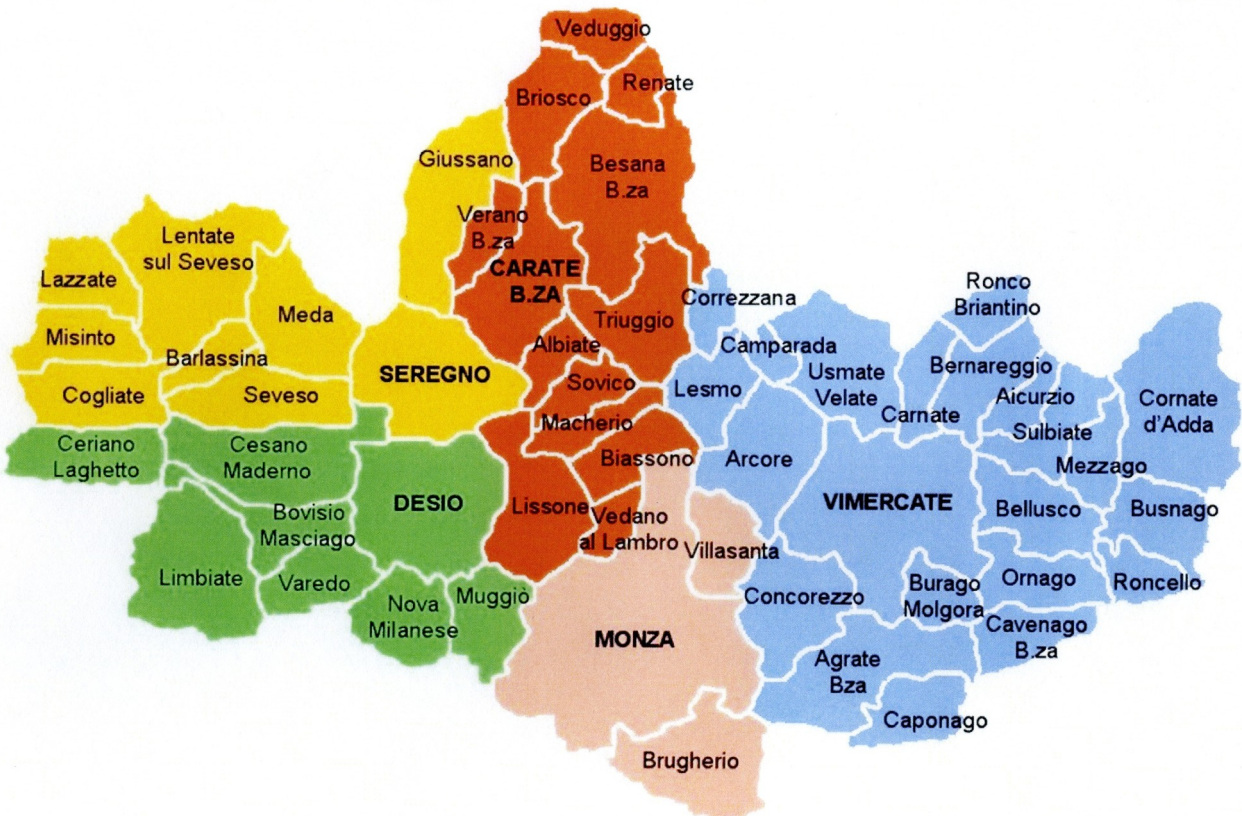 Veduggio
Renate
Briosco
Giussano
Besana
B.za
Verano
B.za
Lentate
sul Seveso
CARATE
B.ZA
Lazzate
Correzzana
Ronco
Briantino
Meda
Triuggio
Misinto
Albiate
Camparada
Barlassina
Bernareggio
SEREGNO
Usmate
Velate
Sovico
Lesmo
Cogliate
Seveso
Aicurzio
Cornate
d'Adda
Carnate
Macherio
Sulbiate
Ceriano
Laghetto
Cesano
Maderno
Biassono
Arcore
Mezzago
DESIO
Lissone
VIMERCATE
Bellusco
Busnago
Bovisio
Masciago
Vedano
al Lambro
Villasanta
Limbiate
Varedo
Ornago
Roncello
Nova
Milanese
Muggiò
Concorezzo
Burago
Molgora
MONZA
Cavenago
B.za
Agrate
Bza
Caponago
Brugherio